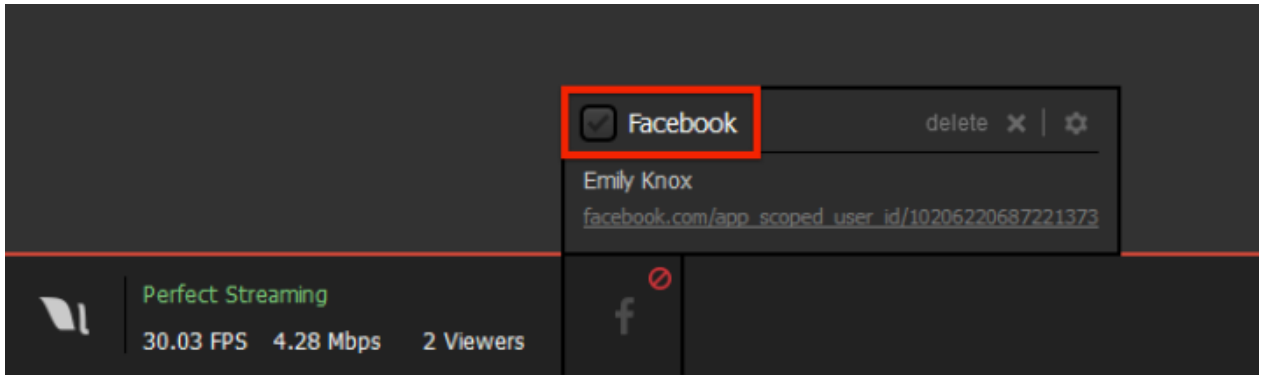 Facebook delete
Emily Knox
facebook.com/app_scoped_user_id/10206220687221373
Perfect Streaming
30.03 FPS 4.28 Mbps 2 Viewers